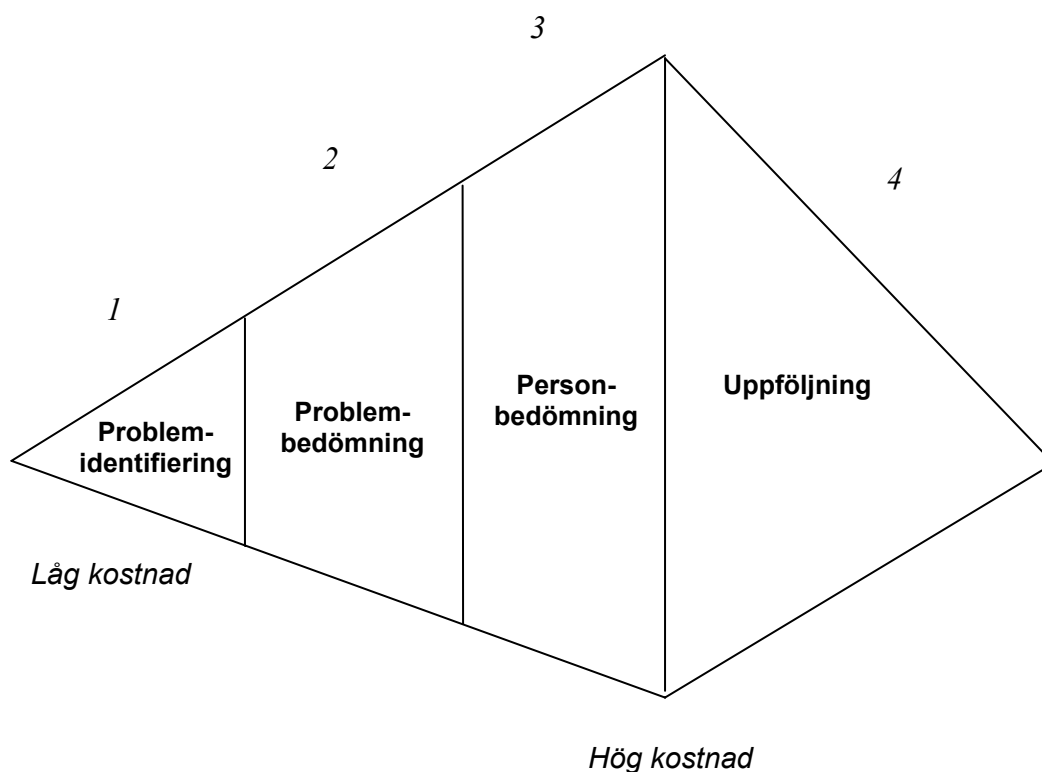 3
2
4
1
Person-
bedömning
Uppföljning
Problem-
bedömning
Problem-
identifiering
Låg kostnad
Hög kostnad